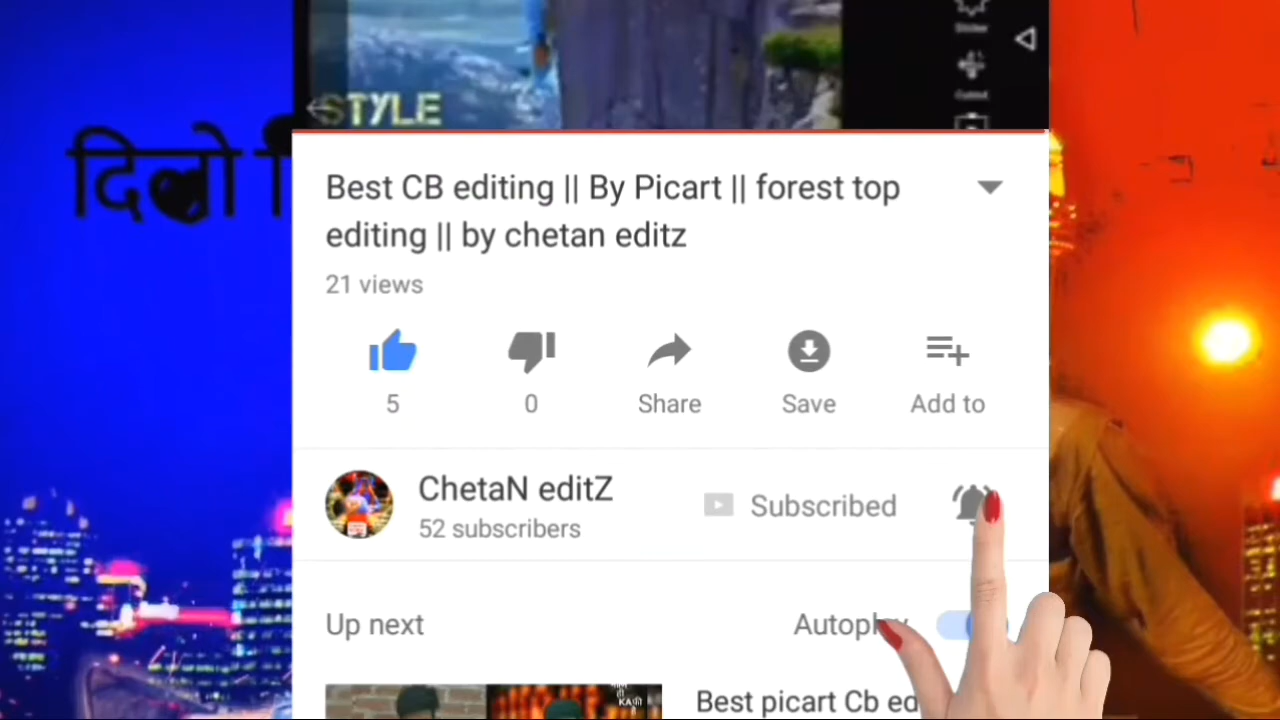 STYLE
दिलो
Best CB editing || By Picart || forest top
editing || by chetan editz
21 views
5
0
Share
Save
Add to
ChetaN editZ
52 subscribers
Subscribed
Up next
Best picart Cb ed